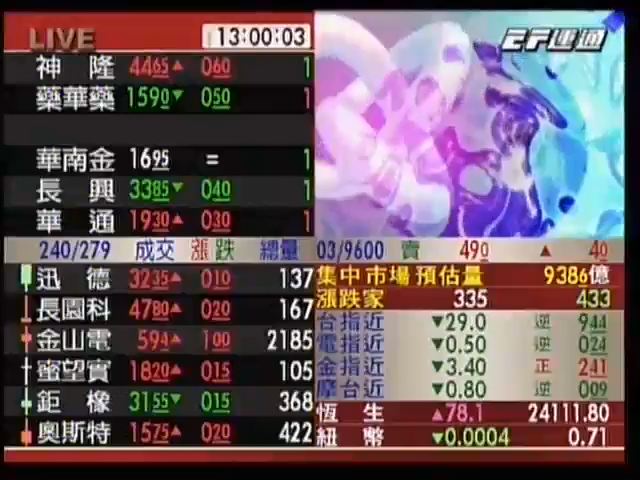 LIVE 13:00:03
神隆 4465▲ 060 1
藥華藥 1590▼ 050 1
華南金 1695 = 1
長興 3385▼ 040 1
華通 1930▲ 030 1
240/279 成交 漲跌 總量
迅德 3235▲ 010 137
長園科 4780▲ 020 167
金山電 594▲ 100 2185
蜜望實 1820▲ 015 105
鉅橡 3155▼ 015 368
奧斯特 1575▲ 020 422
運通
03/9600 賣 490 ▲ 40
集中市場預估量 9386億
漲跌家 335 433
台指近 ▼29.0 逆 944
電指近 ▼0.50 逆 024
金指近 ▼3.40 正 241
摩台近 ▼0.80 逆 009
恆生 ▲78.1 24111.80
紐幣 ▼0.0004 0.71